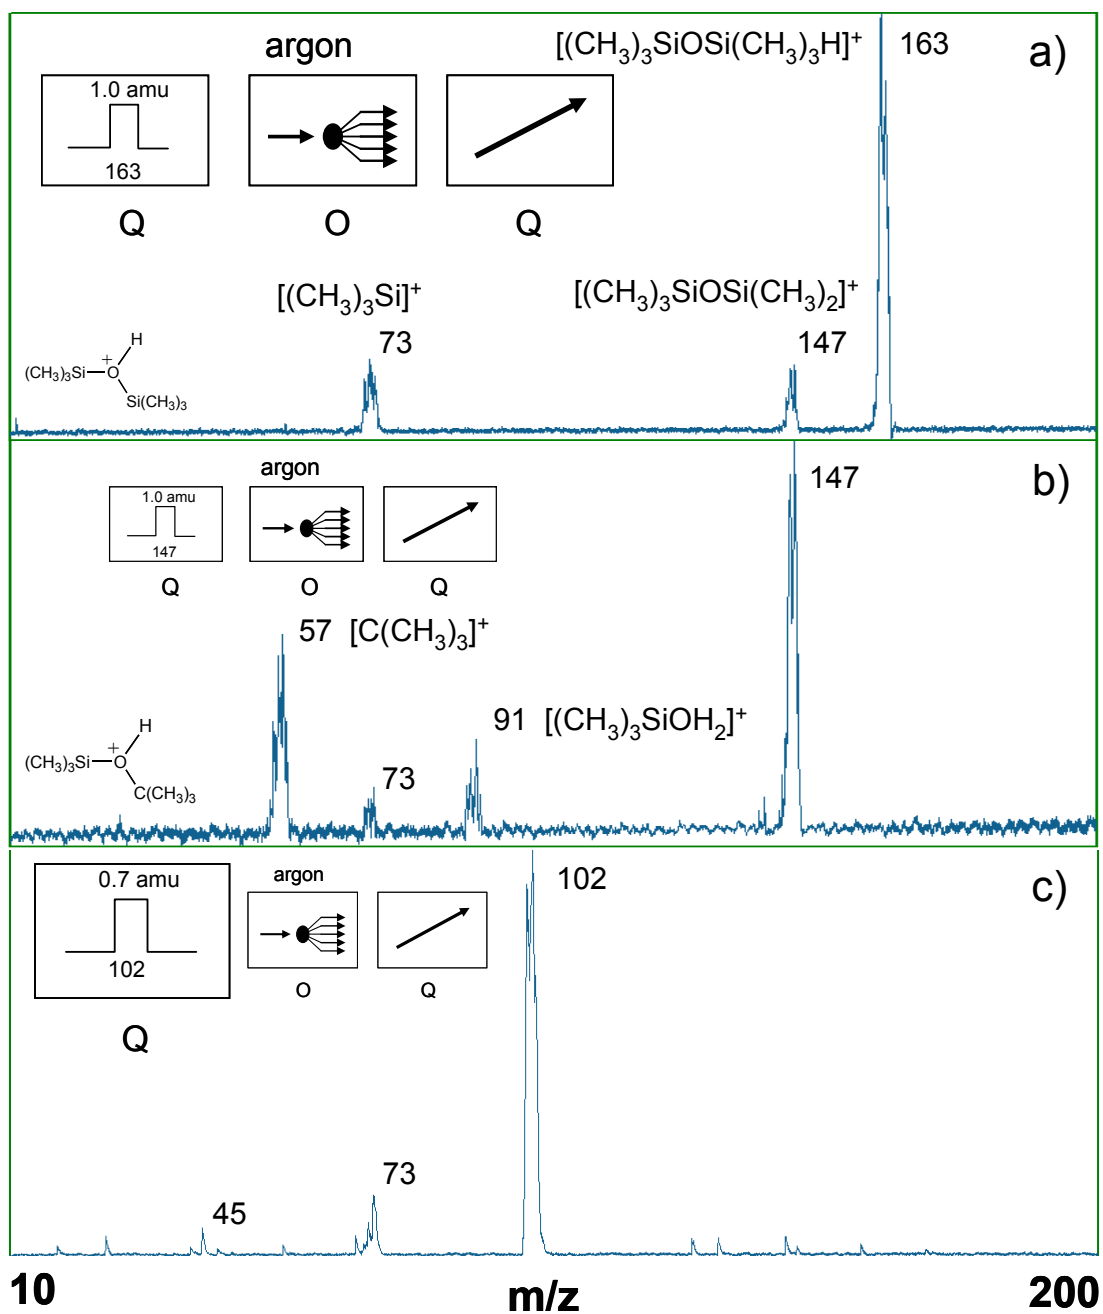 [(CH₃)₃SiOSi(CH₃)₃H]⁺ 163 a)
argon
1.0 amu
163
Q O Q
[(CH₃)₃Si]⁺ [(CH₃)₃SiOSi(CH₃)₂]⁺
73 147
H
+
(CH₃)₃Si—O
Si(CH₃)₃
argon
147 b)
1.0 amu
147
Q O Q
57 [C(CH₃)₃]⁺
91 [(CH₃)₃SiOH₂]⁺
H
+
(CH₃)₃Si—O
C(CH₃)₃
73
0.7 amu argon 102 c)
102
O Q
Q
73
45
10 m/z 200